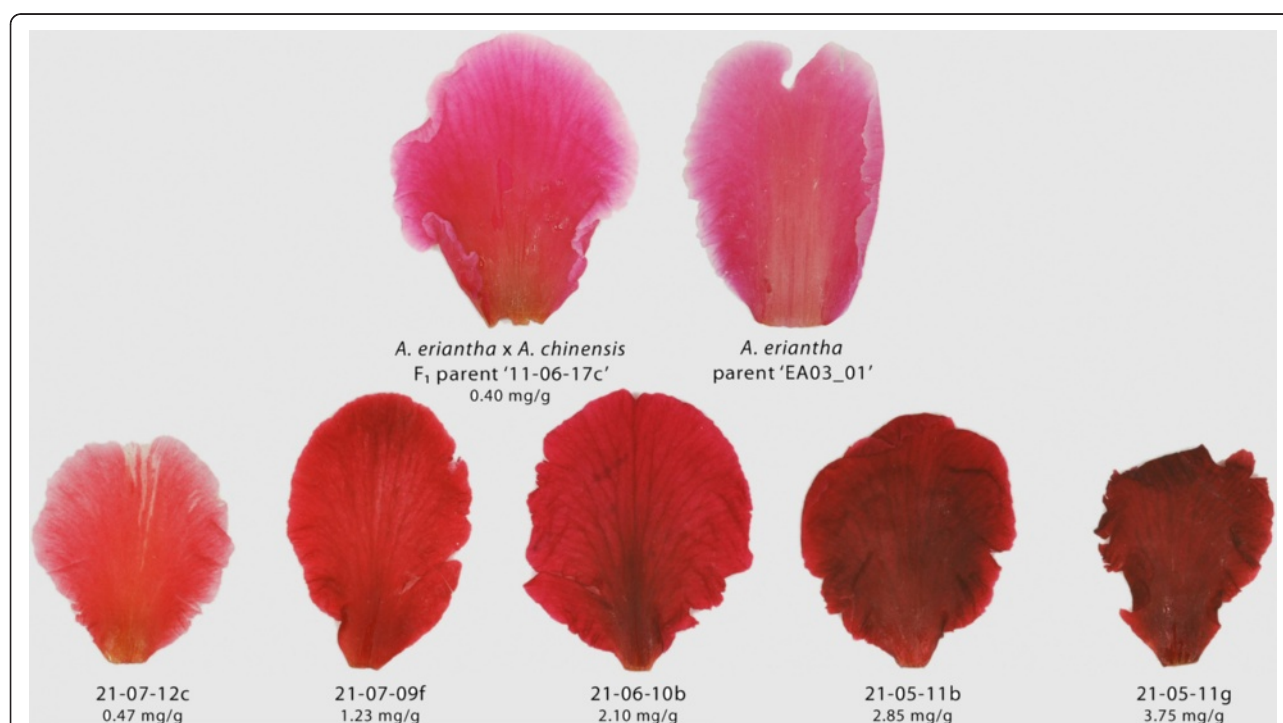 A. eriantha x A. chinensis
F₁ parent '11-06-17c'
0.40 mg/g
A. eriantha
parent 'EA03_01'
21-07-12c
0.47 mg/g
21-07-09f
1.23 mg/g
21-06-10b
2.10 mg/g
21-05-11b
2.85 mg/g
21-05-11g
3.75 mg/g